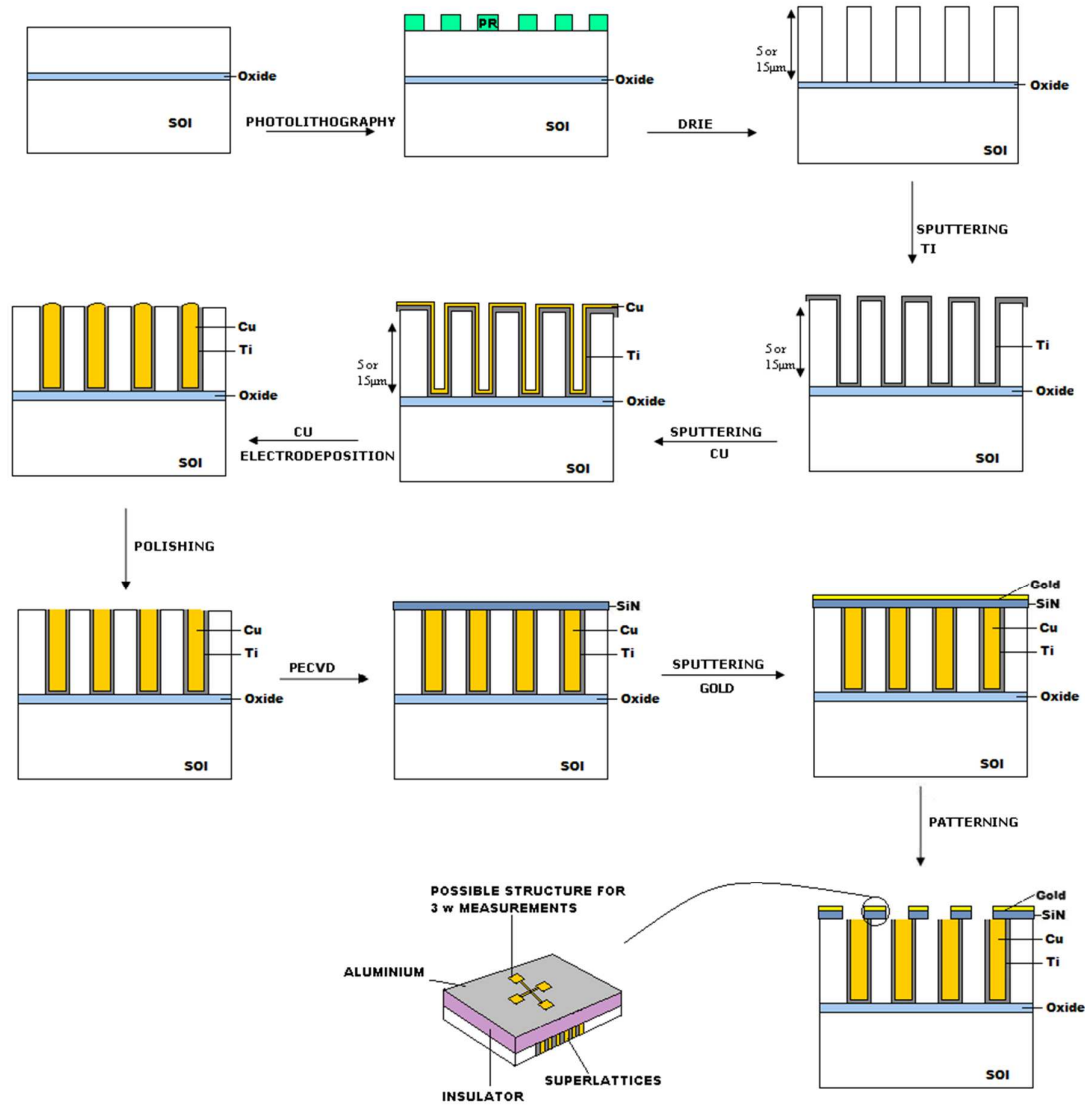 Oxide
SOI
PHOTOLITHOGRAPHY
PR
Oxide
SOI
DRIE
5 or
15µm
Oxide
SOI
SPUTTERING
TI
Cu
Ti
Oxide
SOI
CU
ELECTRODEPOSITION
5 or
15µm
Cu
Ti
Oxide
SOI
SPUTTERING
CU
5 or
15µm
Ti
Oxide
SOI
POLISHING
Cu
Ti
Oxide
SOI
PECVD
SiN
Cu
Ti
Oxide
SOI
SPUTTERING
GOLD
Gold
SiN
Cu
Ti
Oxide
SOI
PATTERNING
POSSIBLE STRUCTURE FOR
3 w MEASUREMENTS
ALUMINIUM
INSULATOR
SUPERLATTICES
Gold
SiN
Cu
Ti
Oxide
SOI